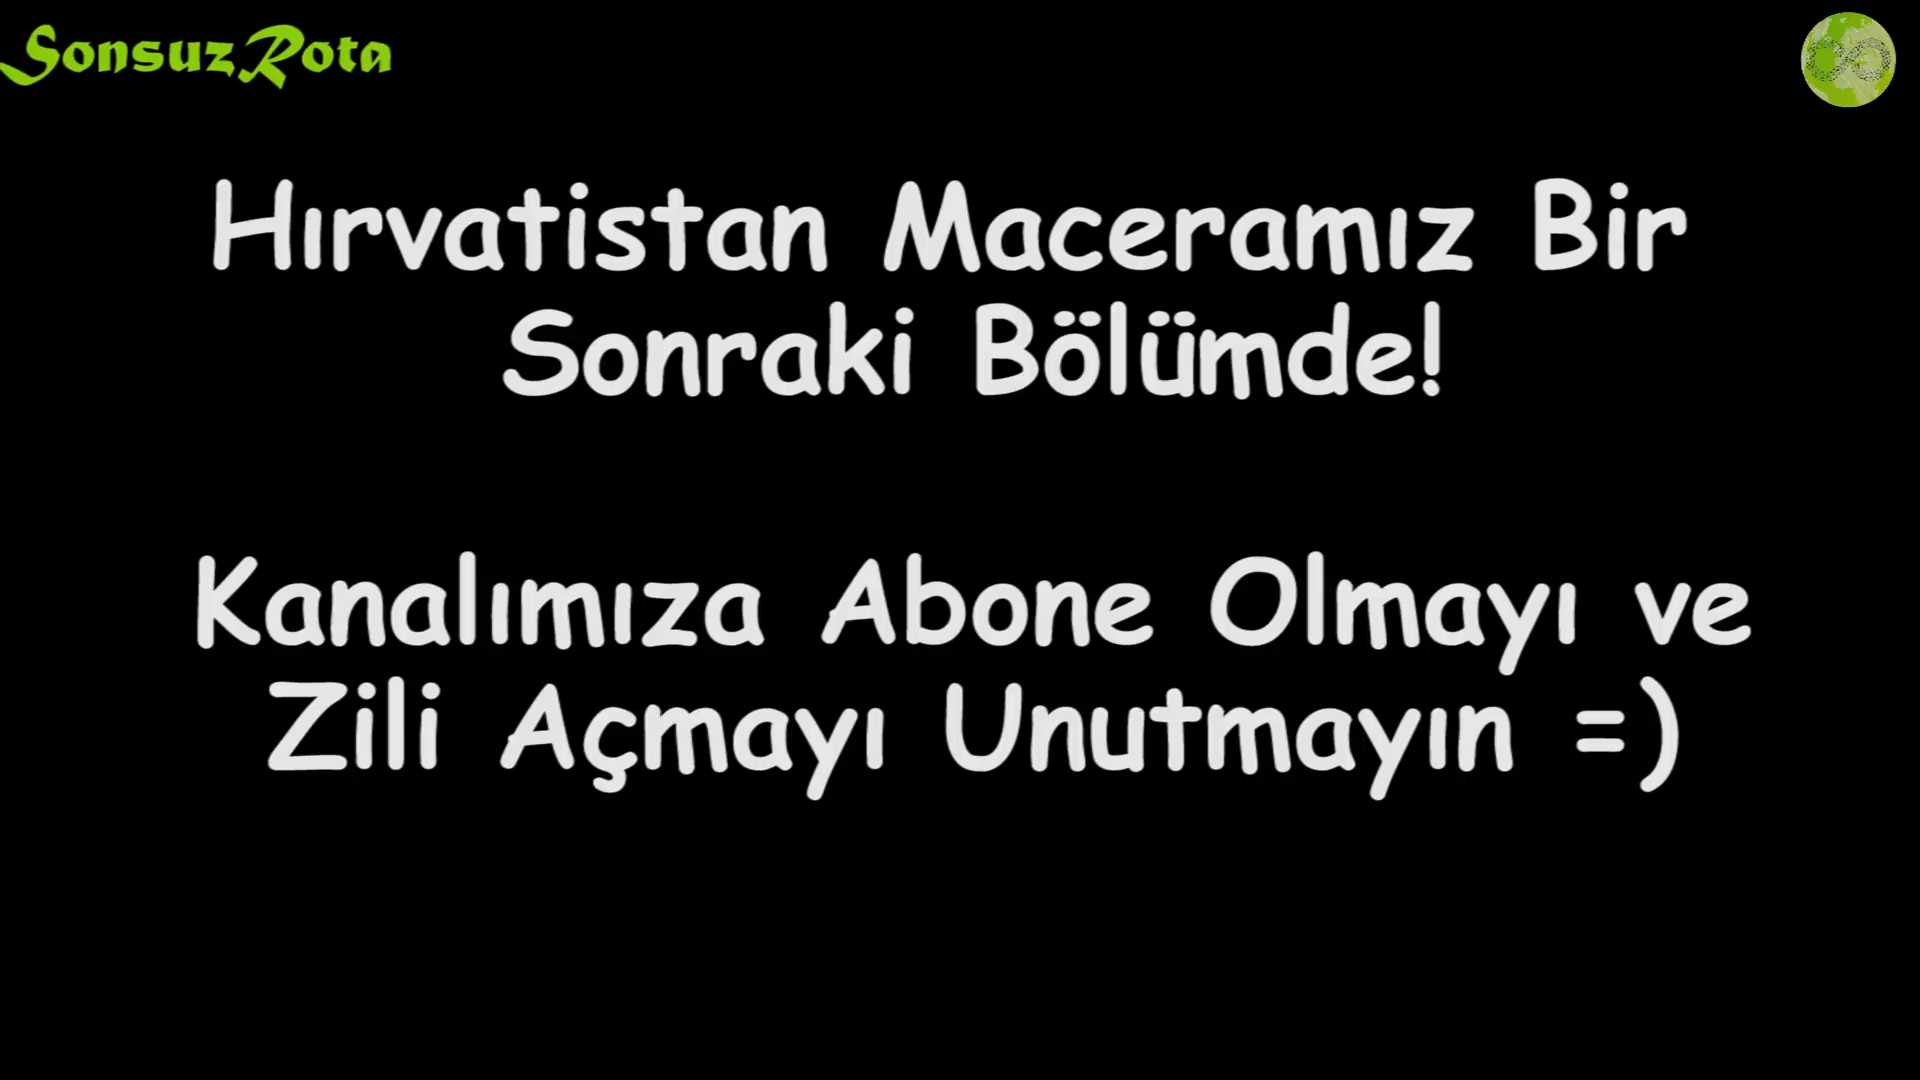 SonsuzRota
Hırvatistan Maceramız Bir
Sonraki Bölümde!
Kanalımıza Abone Olmayı ve
Zili Açmayı Unutmayın =)